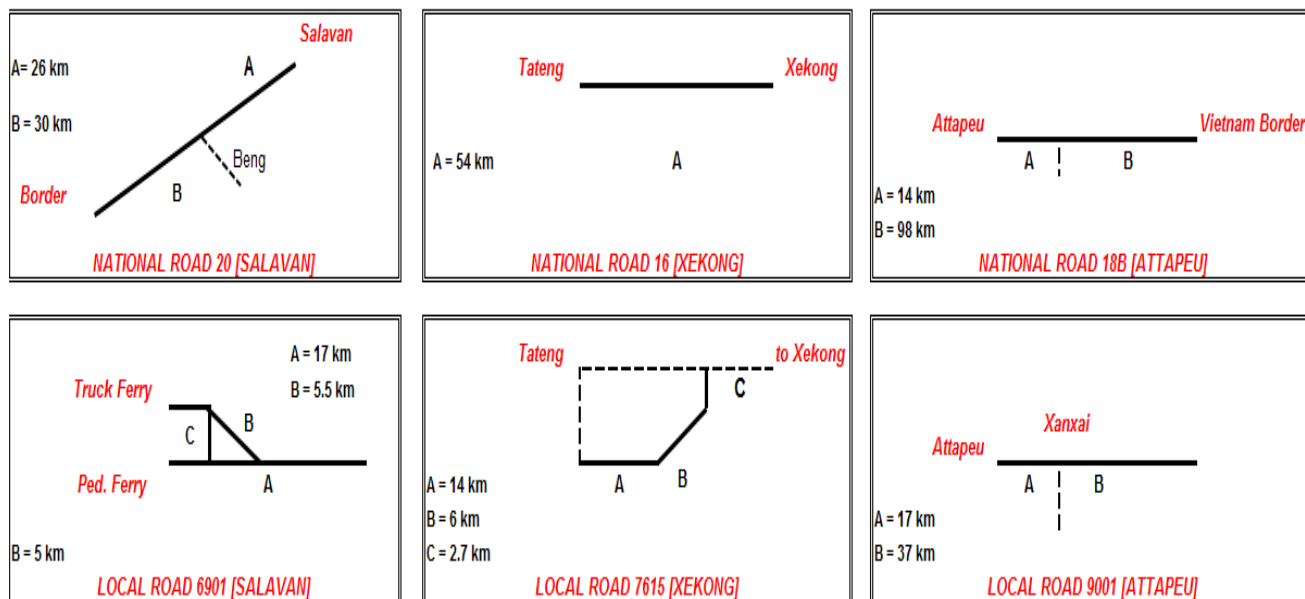 Salavan
A
A= 26 km
B = 30 km
Beng
B
Border
NATIONAL ROAD 20 [SALAVAN]
Tateng Xekong
A = 54 km A
NATIONAL ROAD 16 [XEKONG]
Attapeu Vietnam Border
A B
A = 14 km
B = 98 km
NATIONAL ROAD 18B [ATTAPEU]
A = 17 km
B = 5.5 km
Truck Ferry
C B
Ped. Ferry A
B = 5 km
LOCAL ROAD 6901 [SALAVAN]
Tateng to Xekong
C
A B
A = 14 km
B = 6 km
C = 2.7 km
LOCAL ROAD 7615 [XEKONG]
Xanxai
Attapeu
A B
A = 17 km
B = 37 km
LOCAL ROAD 9001 [ATTAPEU]